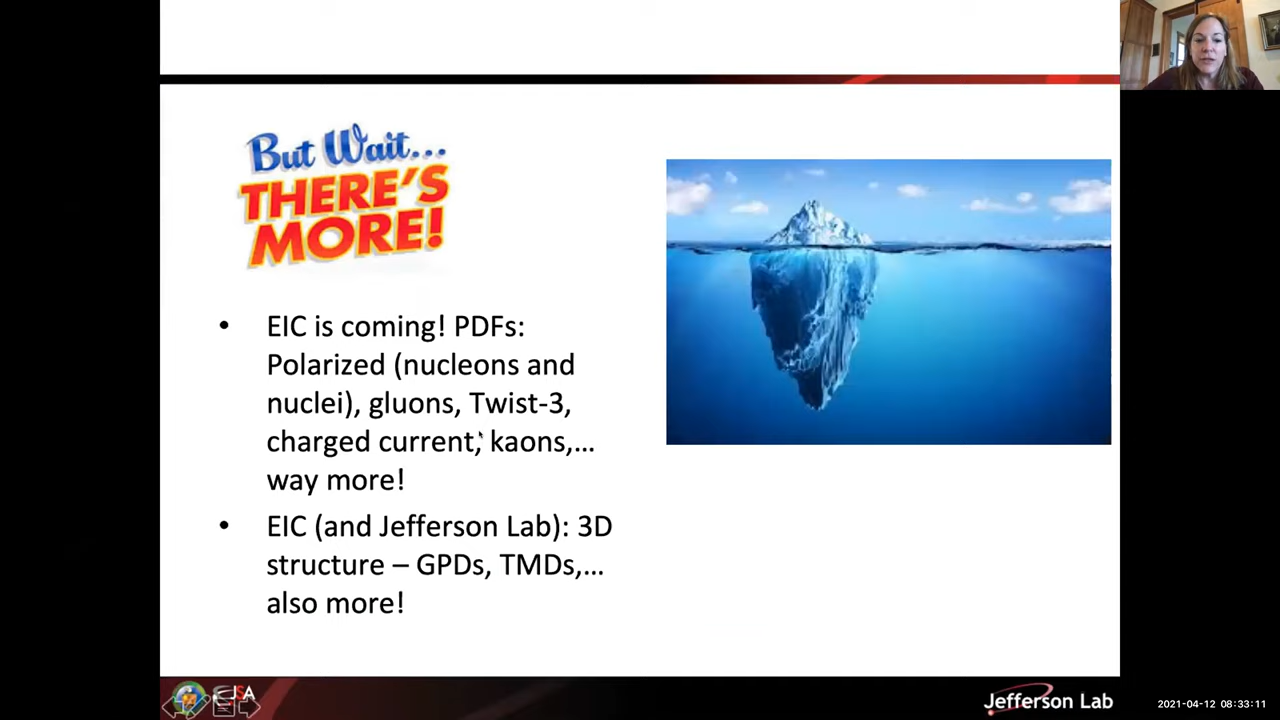 But Wait...
THERE'S
MORE!
EIC is coming! PDFs:
Polarized (nucleons and
nuclei), gluons, Twist-3,
charged current, kaons,...
way more!
EIC (and Jefferson Lab): 3D
structure – GPDs, TMDs,...
also more!
JSA
Jefferson Lab
2021-04-12 08:33:11